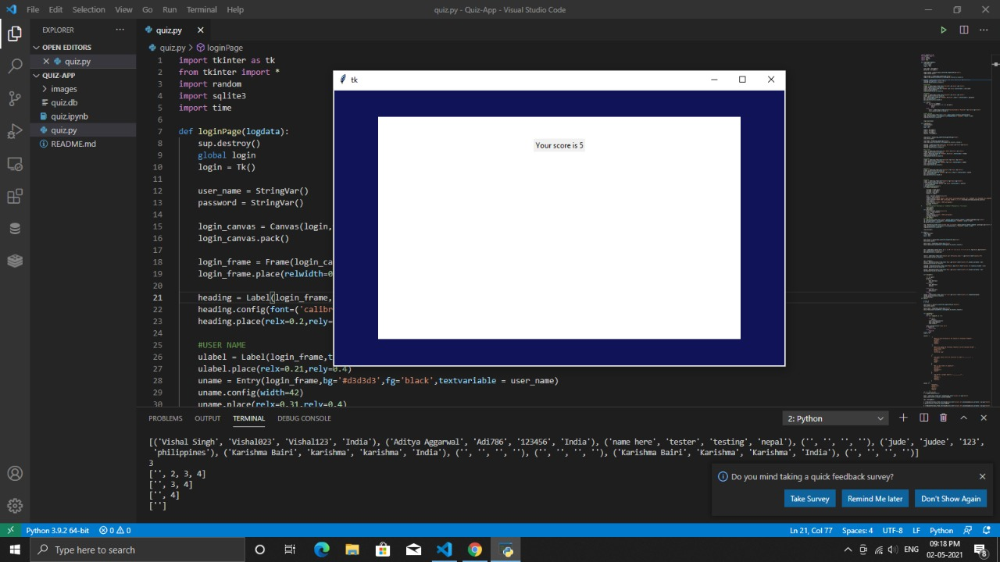 File Edit Selection View Go Run Terminal Help
quiz.py - Quiz-App - Visual Studio Code
EXPLORER
OPEN EDITORS
quiz.py
QUIZ-APP
images
quiz.db
quiz.ipynb
quiz.py
README.md
quiz.py
quiz.py > loginPage
1 import tkinter as tk
2 from tkinter import *
3 import random
4 import sqlite3
5 import time
6
7 def loginPage(logdata):
8 sup.destroy()
9 global login
10 login = Tk()
11
12 user_name = StringVar()
13 password = StringVar()
14
15 login_canvas = Canvas(login,
16 login_canvas.pack()
17
18 login_frame = Frame(login_ca
19 login_frame.place(relwidth=0
20
21 heading = Label(login_frame,
22 heading.config(font=('calibr
23 heading.place(relx=0.2,rely=
24
25 #USER NAME
26 ulabel = Label(login_frame,
27 ulabel.place(relx=0.21,rely=0.4)
28 uname = Entry(login_frame,bg='#d3d3d3',fg='black',textvariable = user_name)
29 uname.config(width=42)
30 uname.place(relx=0.31,rely=0.4)
tk
Your score is 5
PROBLEMS OUTPUT TERMINAL DEBUG CONSOLE
2: Python
[('Vishal Singh', 'Vishal023', 'Vishal123', 'India'), ('Aditya Aggarwal', 'Adi786', '123456', 'India'), ('name here', 'tester', 'testing', 'nepal'), ('', '', '', ''), ('jude', 'judee', '123',
'philippines'), ('Karishma Bairi', 'karishma', 'karishma', 'India'), ('', '', '', ''), ('', '', '', ''), ('Karishma Bairi', 'Karishma', 'Karishma', 'India'), ('', '', '', '')]
3
['', 2, 3, 4]
['', 3, 4]
['', 4]
['']
Do you mind taking a quick feedback survey?
Take Survey Remind Me later Don't Show Again
Python 3.9.2 64-bit 0 0
Ln 21, Col 77 Spaces: 4 UTF-8 LF Python
Type here to search
ENG
09:18 PM
02-05-2021
8